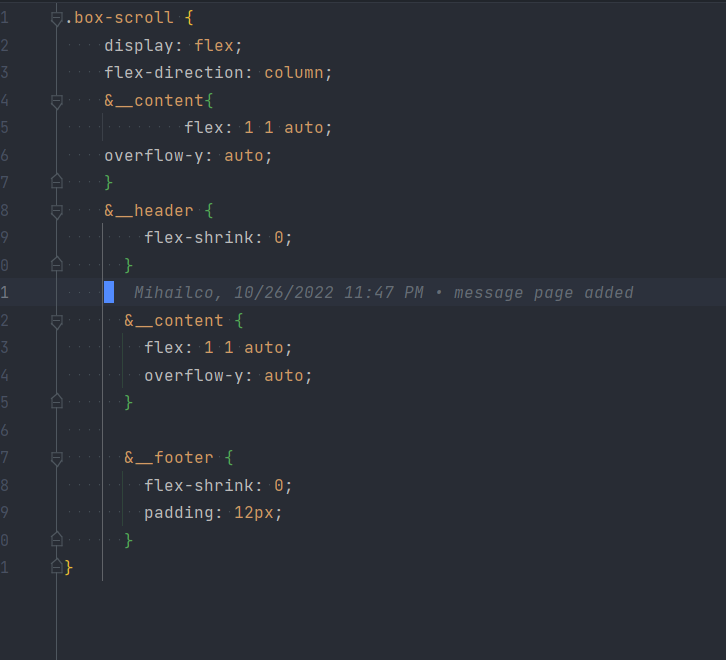 1 .box-scroll {
2 display: flex;
3 flex-direction: column;
4 &__content{
5 flex: 1 1 auto;
6 overflow-y: auto;
7 }
8 &__header {
9 flex-shrink: 0;
0 }
1 Mihailco, 10/26/2022 11:47 PM • message page added
2 &__content {
3 flex: 1 1 auto;
4 overflow-y: auto;
5 }
6
7 &__footer {
8 flex-shrink: 0;
9 padding: 12px;
0 }
1 }